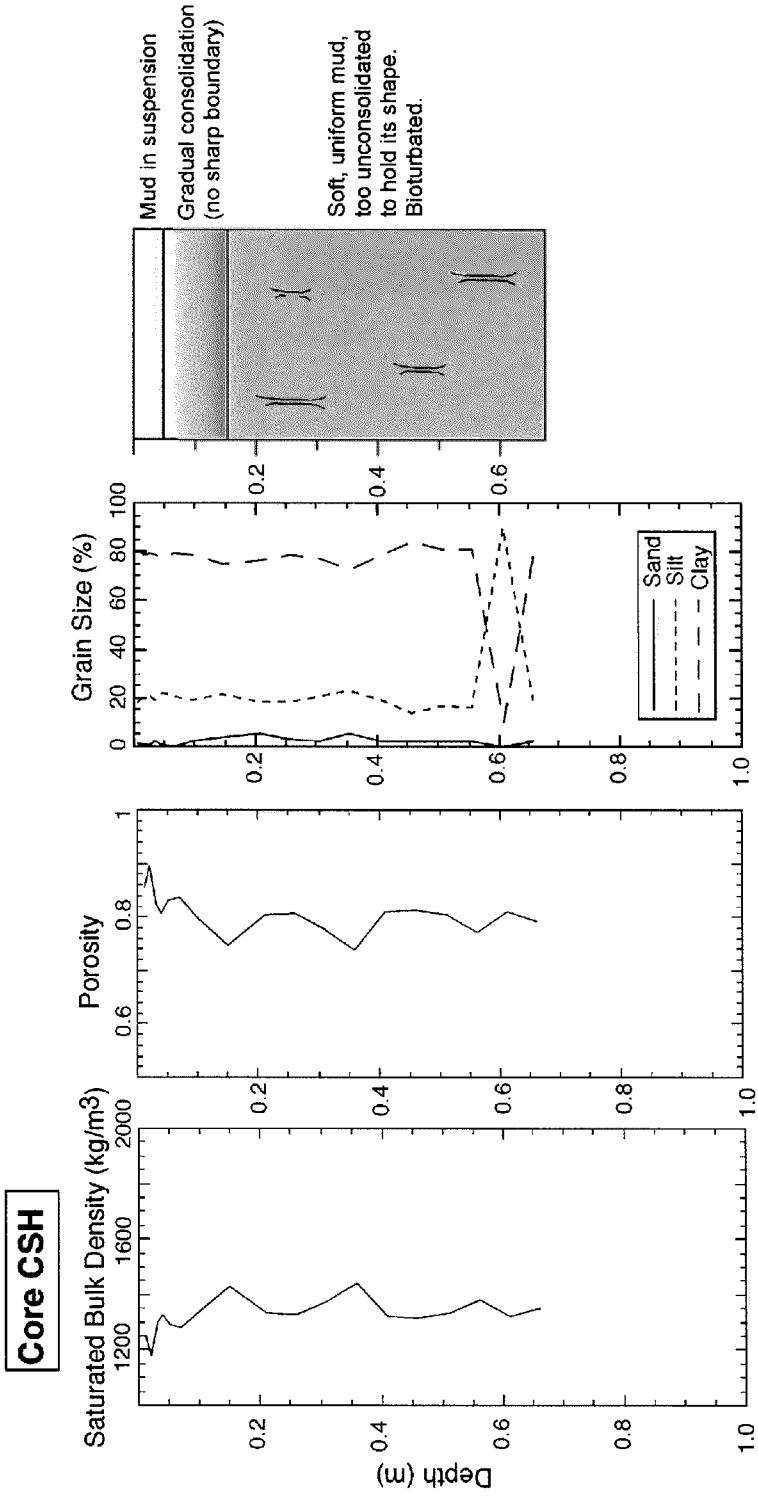 Core CSH
Saturated Bulk Density (kg/m3)
1200
1600
2000
Depth (m)
0.2
0.4
0.6
0.8
1.0
Porosity
0.6
0.8
1
0.2
0.4
0.6
0.8
1.0
Grain Size (%)
0
20
40
60
80
100
0.2
0.4
0.6
0.8
1.0
Sand
Silt
Clay
0.2
0.4
0.6
Mud in suspension
Gradual consolidation
(no sharp boundary)
Soft, uniform mud,
too unconsolidated
to hold its shape.
Bioturbated.